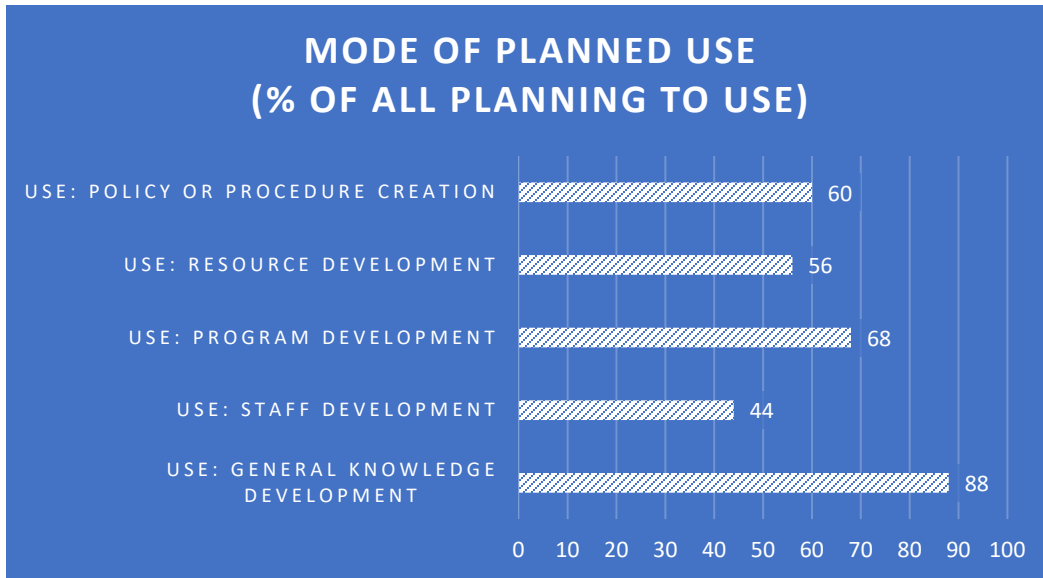 MODE OF PLANNED USE
(% OF ALL PLANNING TO USE)
USE: POLICY OR PROCEDURE CREATION
60
USE: RESOURCE DEVELOPMENT
56
USE: PROGRAM DEVELOPMENT
68
USE: STAFF DEVELOPMENT
44
USE: GENERAL KNOWLEDGE
DEVELOPMENT
88
0 10 20 30 40 50 60 70 80 90 100